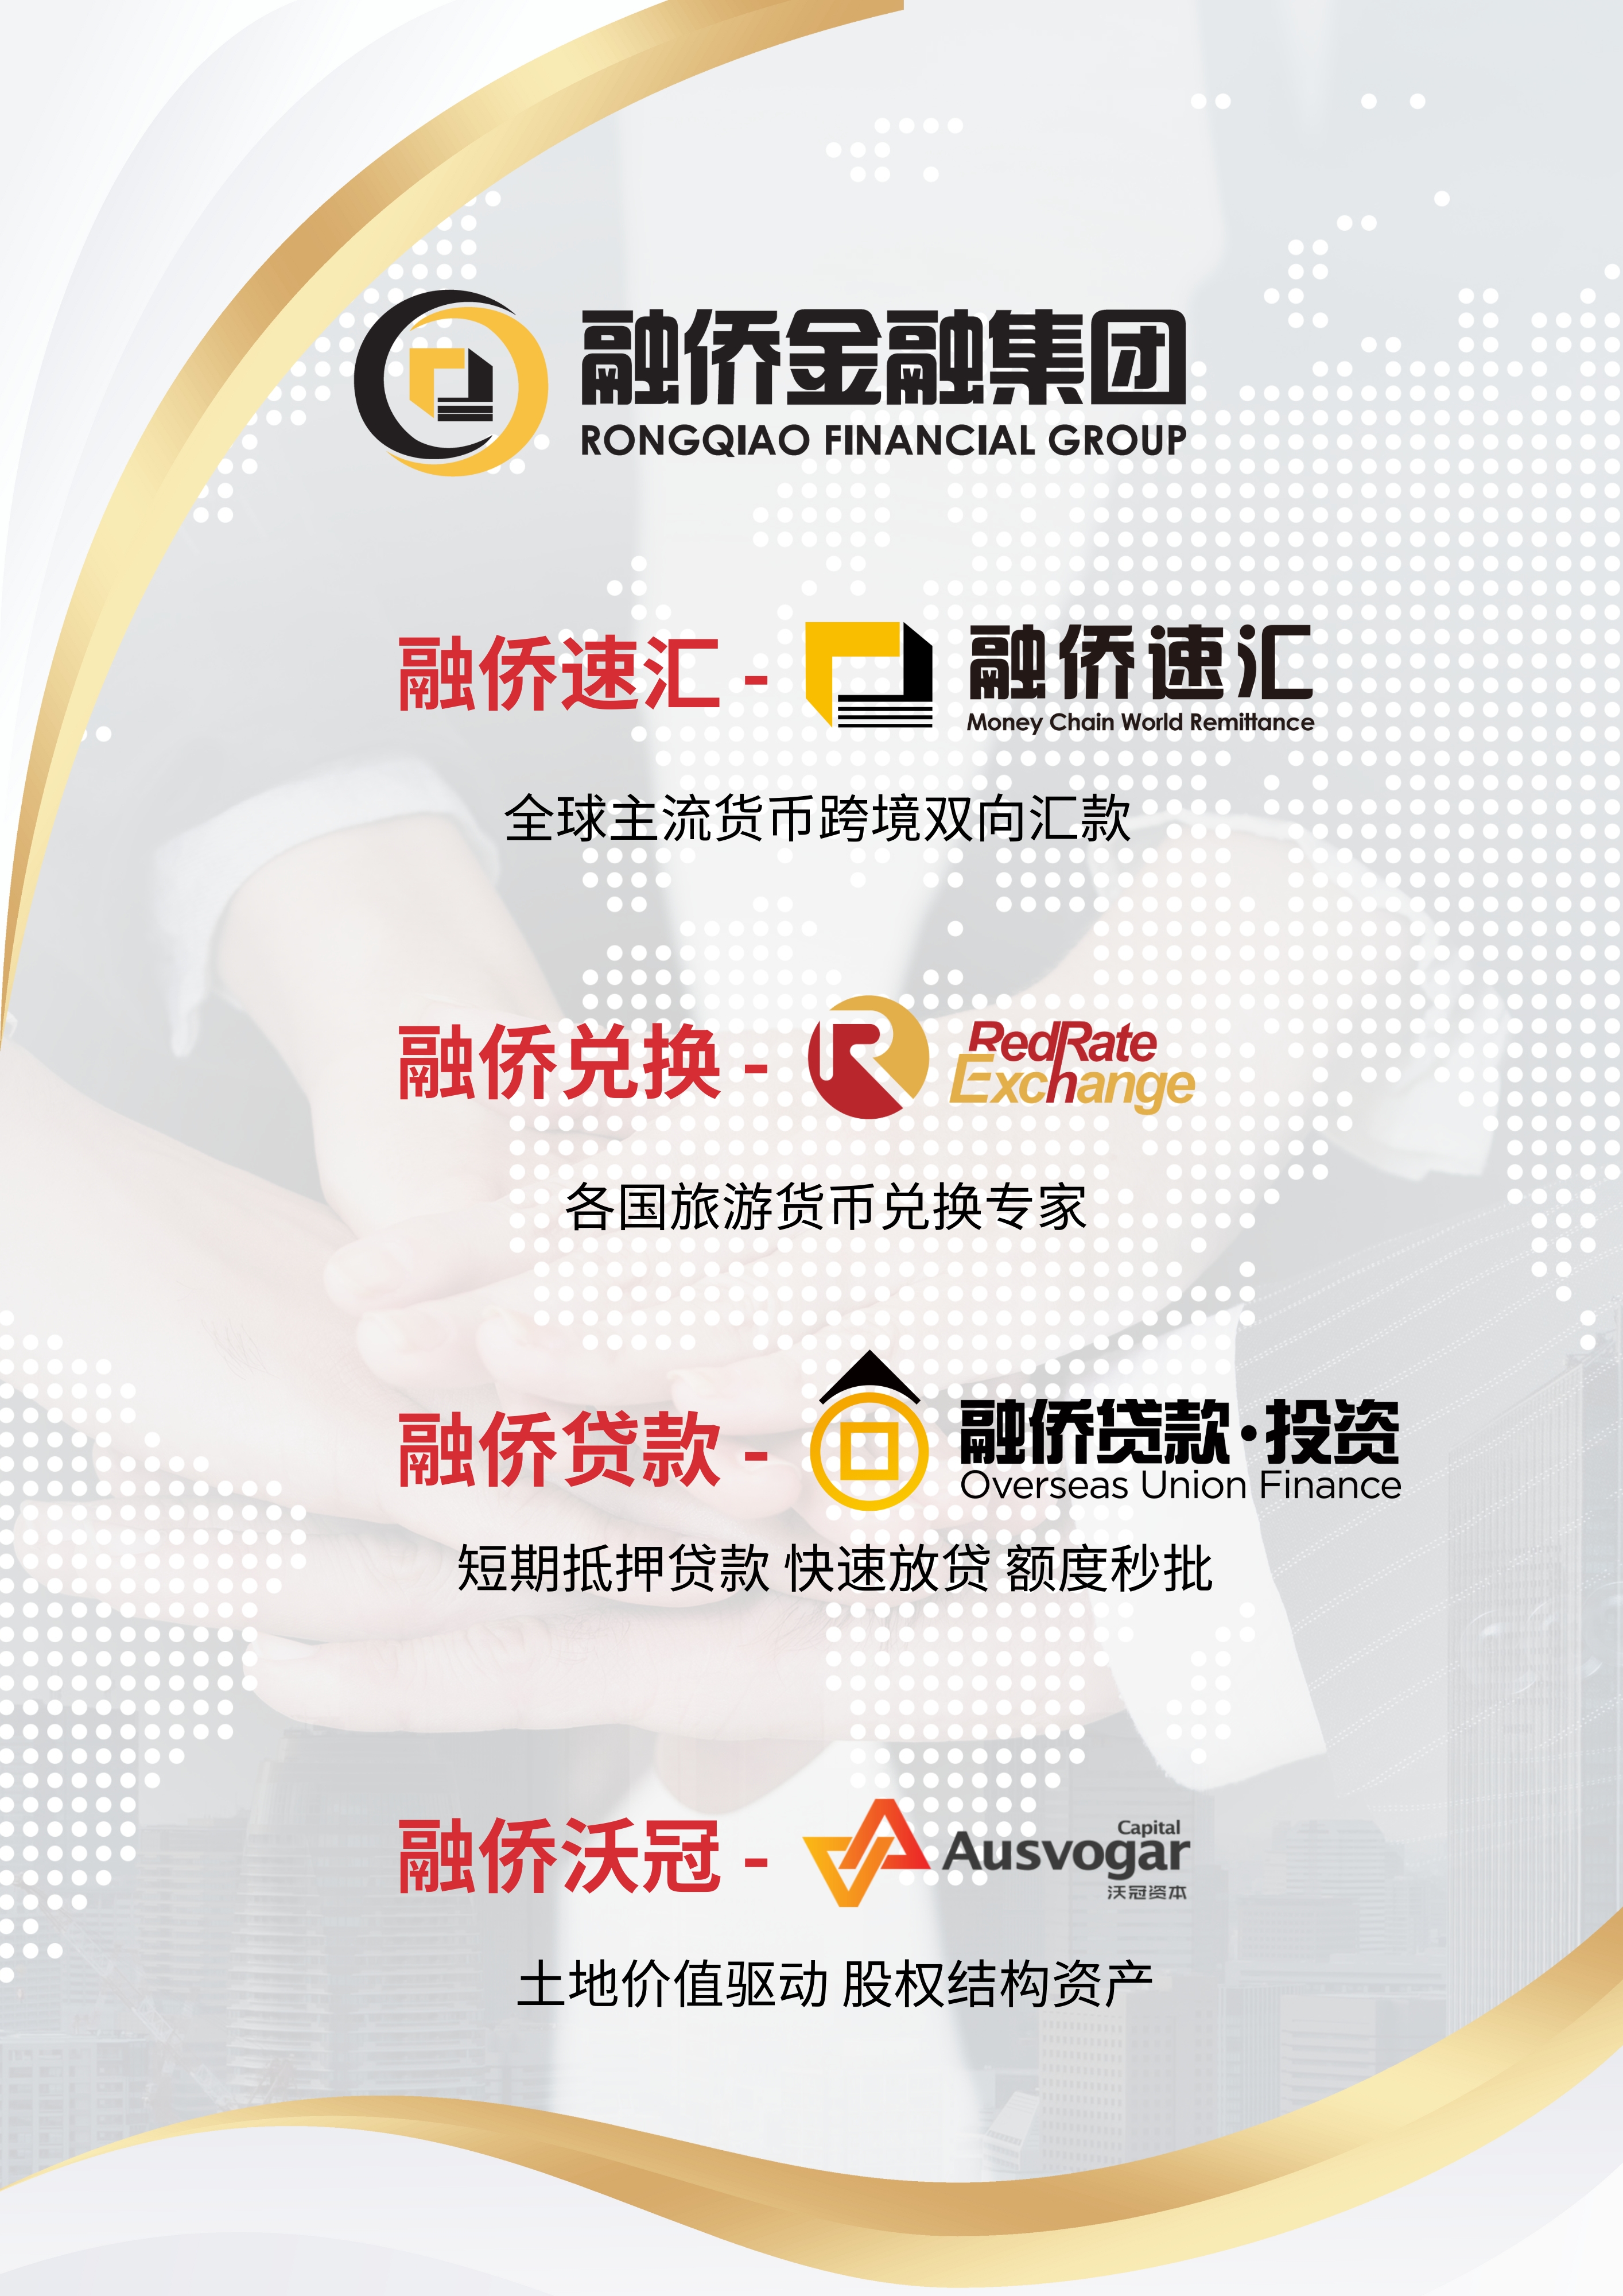 融侨金融集团
RONGQIAO FINANCIAL GROUP
融侨速汇 - 融侨速汇
Money Chain World Remittance
全球主流货币跨境双向汇款
融侨兑换 - RedRate
Exchange
各国旅游货币兑换专家
融侨贷款 - 融侨贷款·投资
Overseas Union Finance
短期抵押贷款 快速放贷 额度秒批
融侨沃冠 - Capital
Ausvogar
沃冠资本
土地价值驱动 股权结构资产